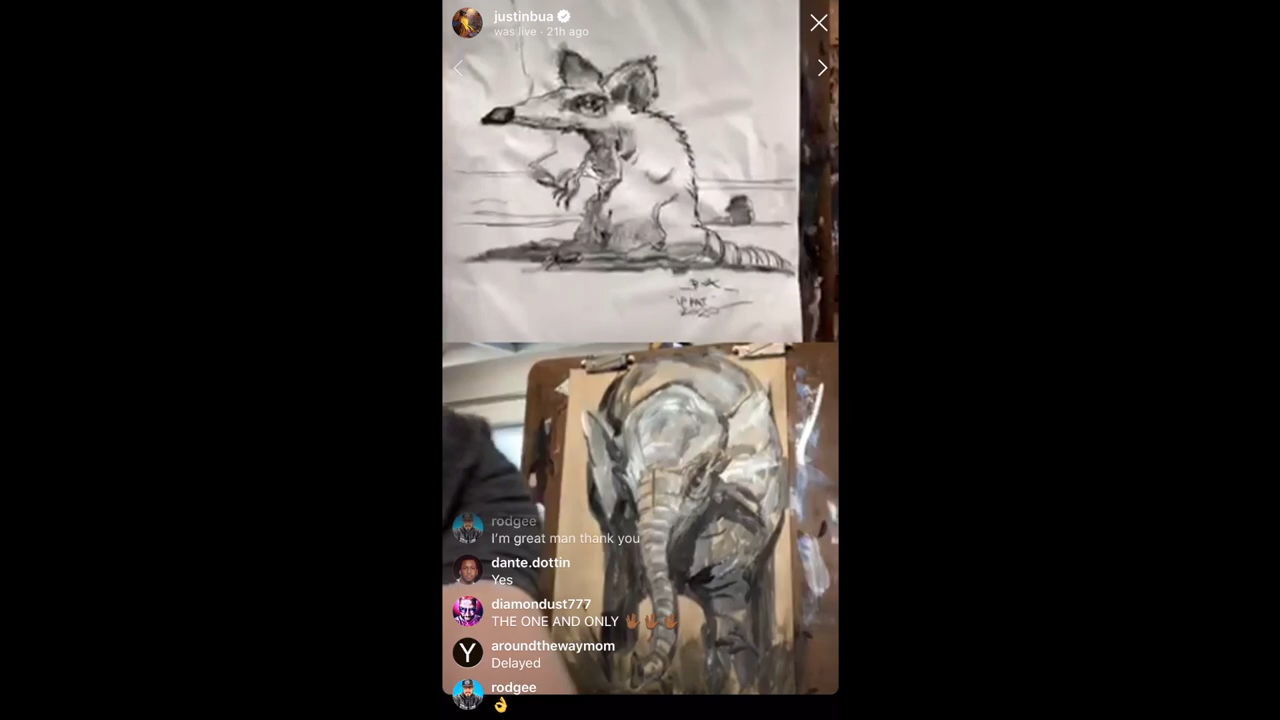 justinbua
was live · 21h ago
rodgee
I'm great man thank you
dante.dottin
Yes
diamondust777
THE ONE AND ONLY 🖖🏾🖖🏾🖖🏾
Y aroundthewaymom
Delayed
rodgee
👌